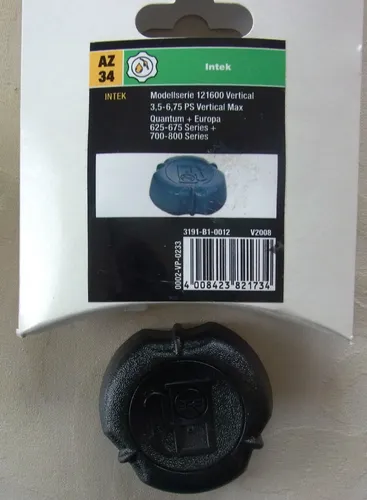 AZ
34
Intek
INTEK
Modellserie 121600 Vertical
3,5-6,75 PS Vertical Max
Quantum + Europa
625-675 Series +
700-800 Series
3191-B1-0012 V2008
0002-VP-0233
4 008423 821734